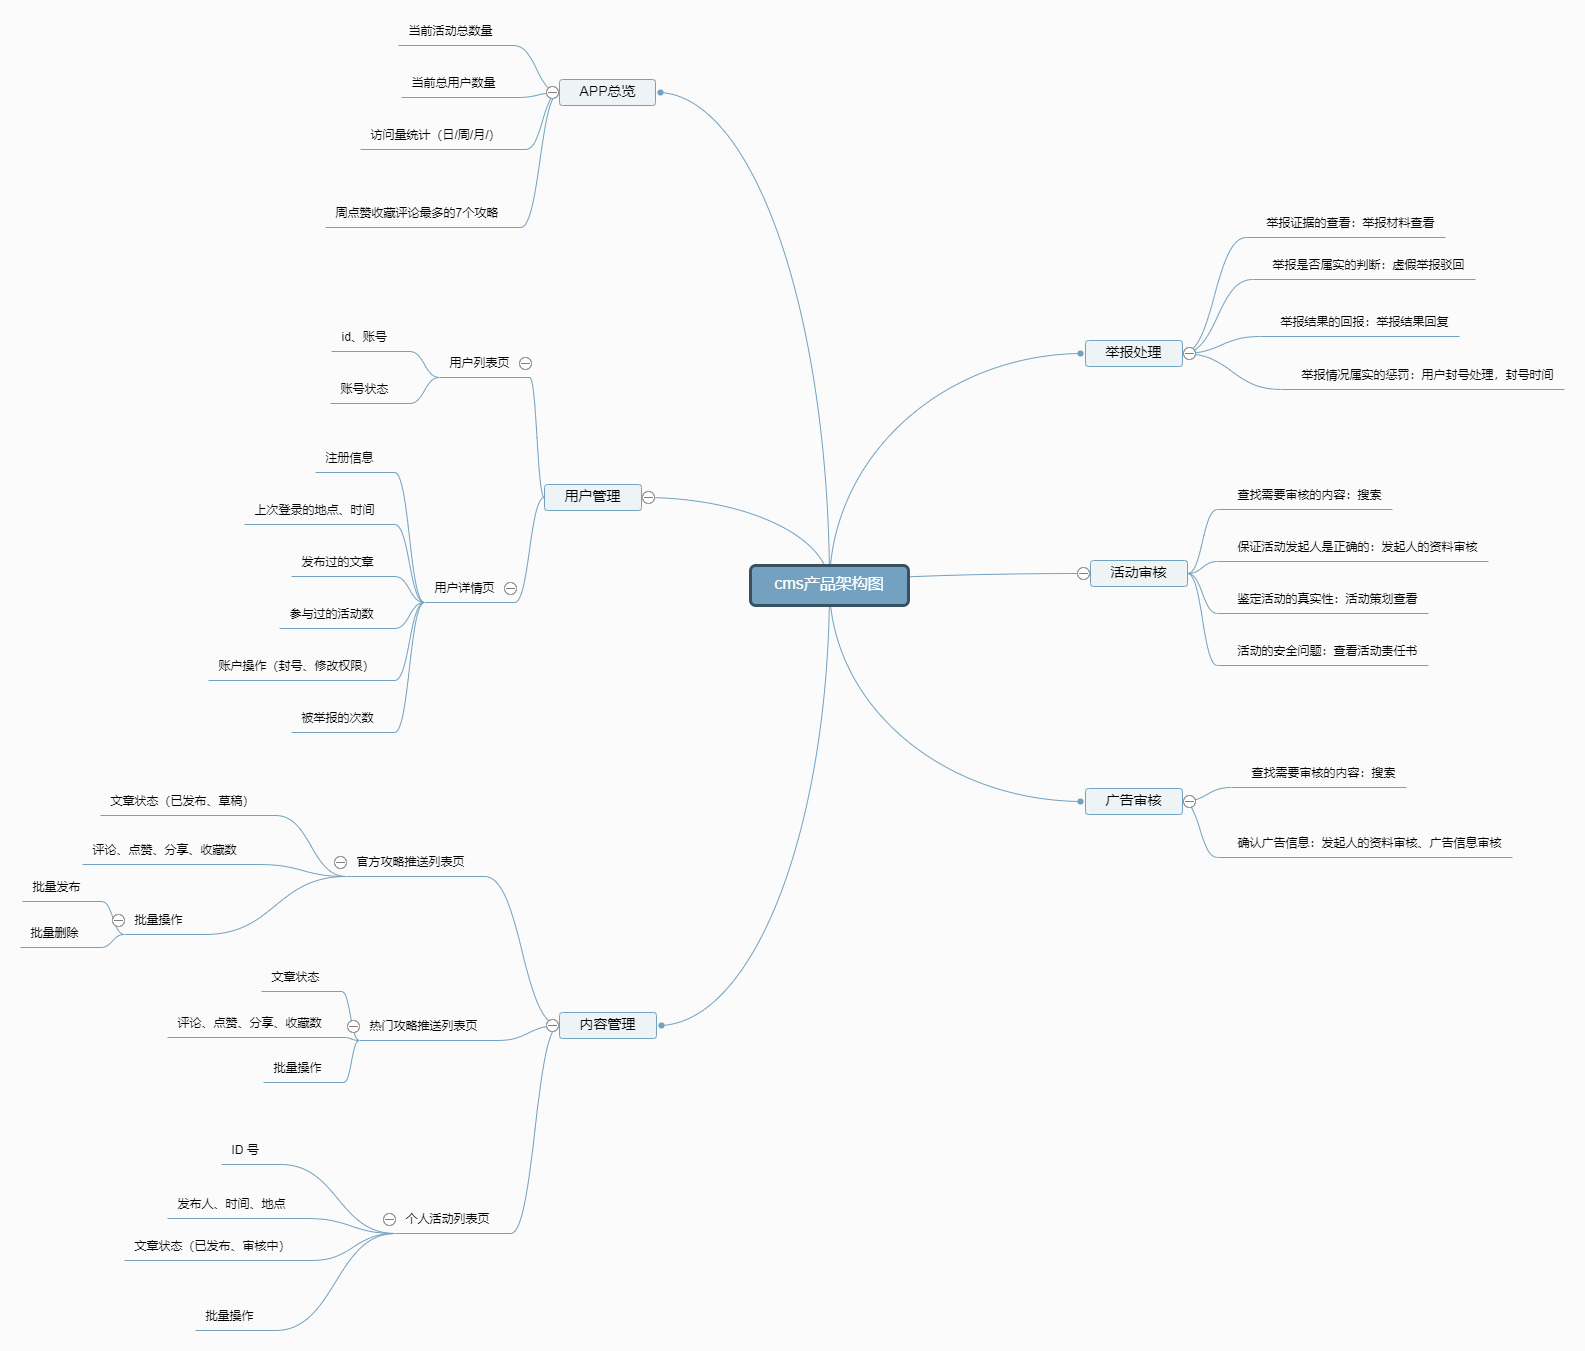 cms产品架构图
APP总览
当前活动总数量
当前总用户数量
访问量统计（日/周/月/）
周点赞收藏评论最多的7个攻略
用户管理
用户列表页
id、账号
账号状态
用户详情页
注册信息
上次登录的地点、时间
发布过的文章
参与过的活动数
账户操作（封号、修改权限）
被举报的次数
内容管理
官方攻略推送列表页
文章状态（已发布、草稿）
评论、点赞、分享、收藏数
批量操作
批量发布
批量删除
热门攻略推送列表页
文章状态
评论、点赞、分享、收藏数
批量操作
个人活动列表页
ID 号
发布人、时间、地点
文章状态（已发布、审核中）
批量操作
举报处理
举报证据的查看：举报材料查看
举报是否属实的判断：虚假举报驳回
举报结果的回报：举报结果回复
举报情况属实的惩罚：用户封号处理，封号时间
活动审核
查找需要审核的内容：搜索
保证活动发起人是正确的：发起人的资料审核
鉴定活动的真实性：活动策划查看
活动的安全问题：查看活动责任书
广告审核
查找需要审核的内容：搜索
确认广告信息：发起人的资料审核、广告信息审核